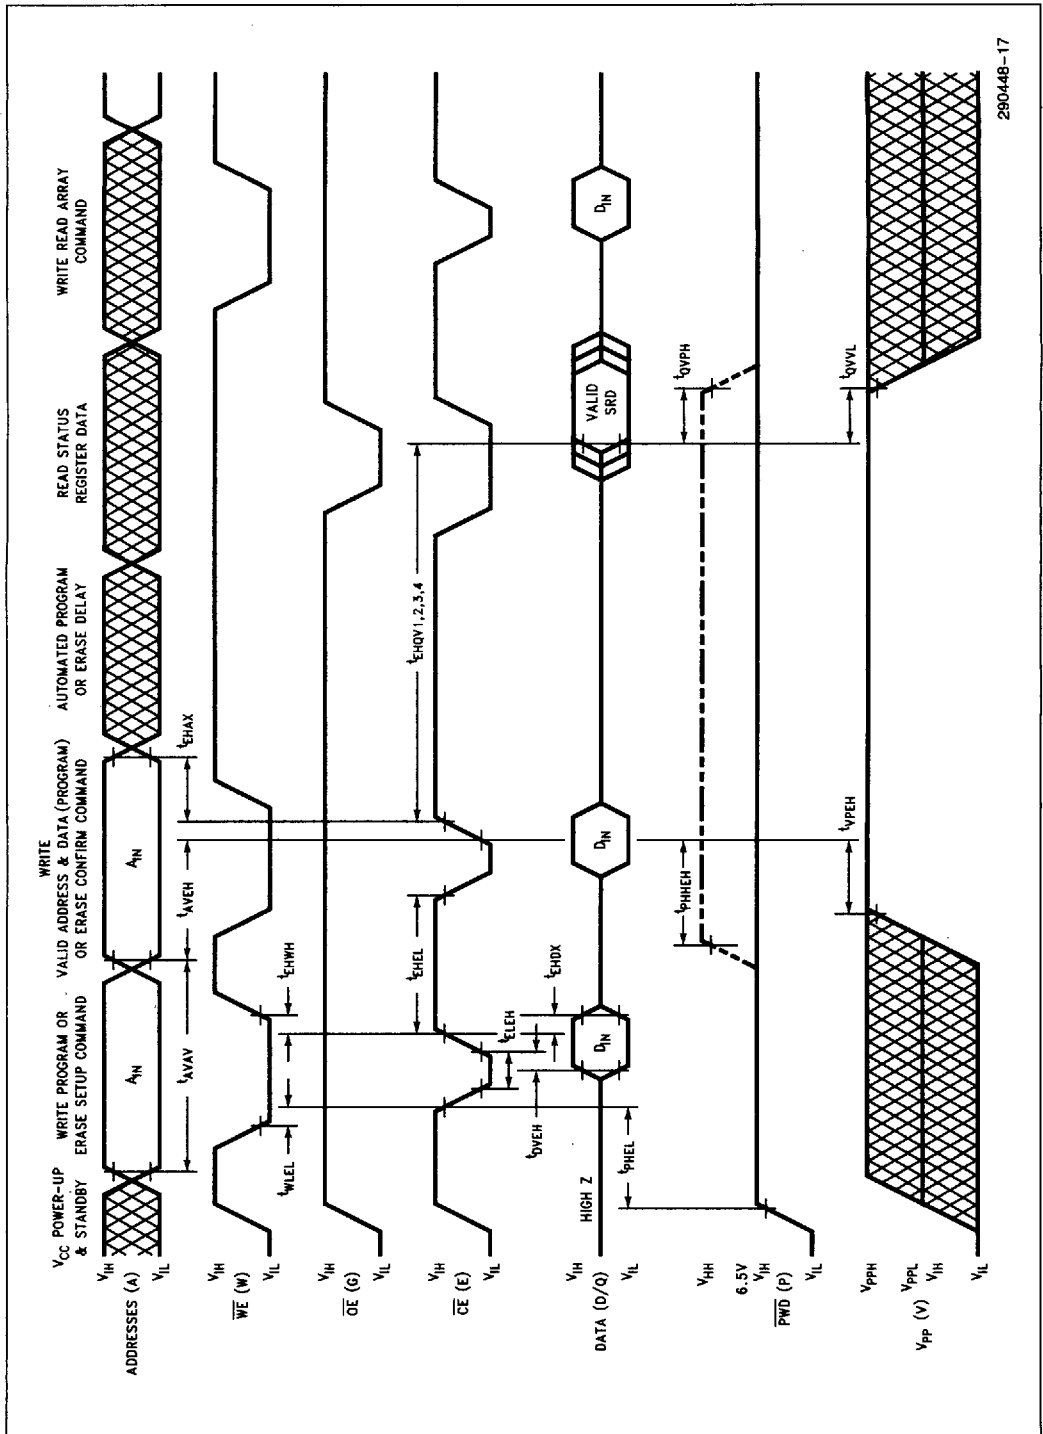 V_CC POWER-UP
& STANDBY
WRITE PROGRAM OR
ERASE SETUP COMMAND
WRITE
VALID ADDRESS & DATA (PROGRAM)
OR ERASE CONFIRM COMMAND
AUTOMATED PROGRAM
OR ERASE DELAY
READ STATUS
REGISTER DATA
WRITE READ ARRAY
COMMAND
ADDRESSES (A)
V_IH
V_IL
A_IN
A_IN
t_AVAV
t_AVEH
t_EHAX
W̅E̅ (W)
V_IH
V_IL
t_WLEL
t_EHWH
O̅E̅ (G)
V_IH
V_IL
C̅E̅ (E)
V_IH
V_IL
t_EHEL
t_EHQV1,2,3,4
t_ELEH
t_DVEH
t_EHDX
DATA (D/Q)
V_IH
V_IL
HIGH Z
D_IN
D_IN
VALID
SRD
D_IN
t_PHEL
t_PHHEH
t_QVPH
V_HH
6.5V
V_IH
P̅W̅D̅ (P)
V_IL
t_VPEH
t_QVVL
V_PPH
V_PPL
V_PP (V)
V_IH
V_IL
290448-17